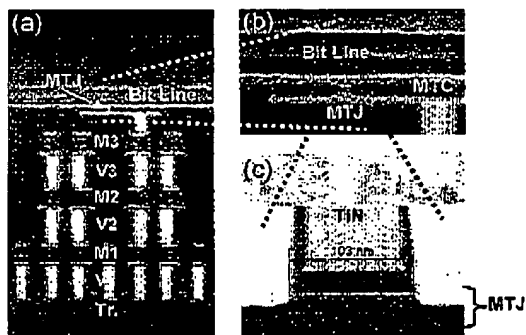 (a)
MTJ
Bit Line
M3
V3
M2
V2
M1
Tr.
(b)
Bit Line
MTC
MTJ
(c)
TiN
103 nm
MTJ